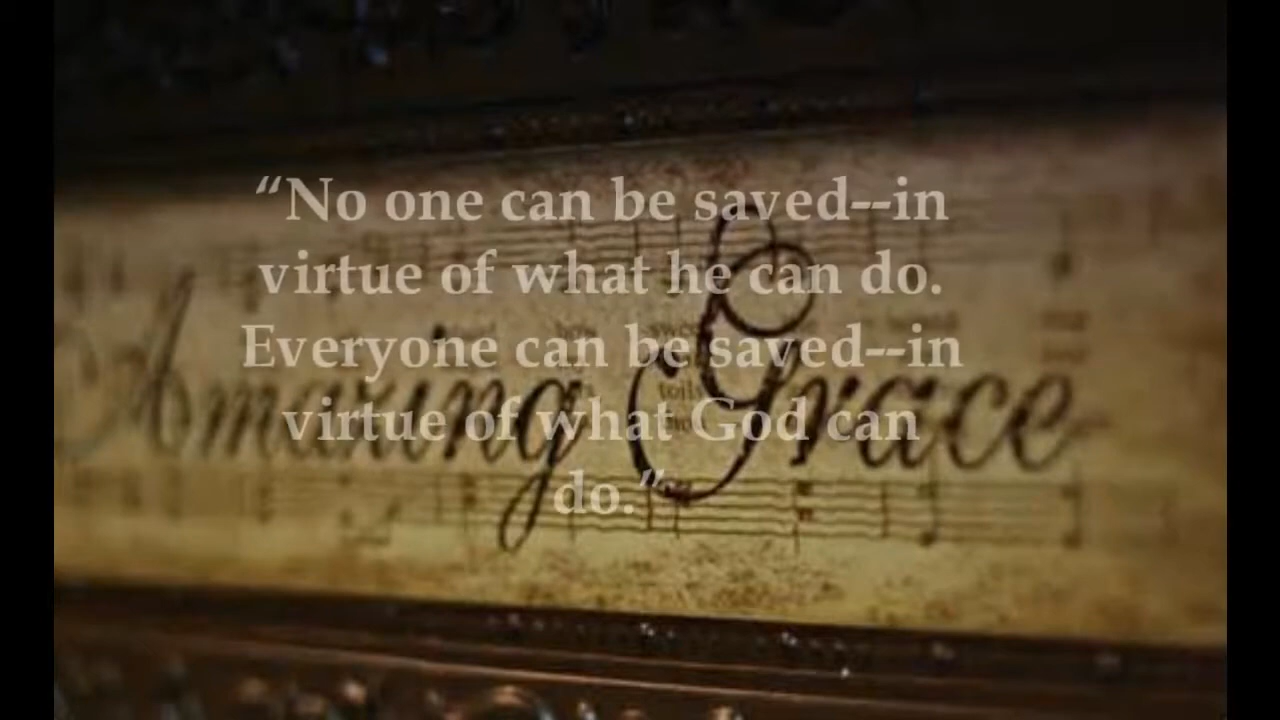 “No one can be saved--in
virtue of what he can do.
Everyone can be saved--in
virtue of what God can
do.”
Amazing Grace
toils